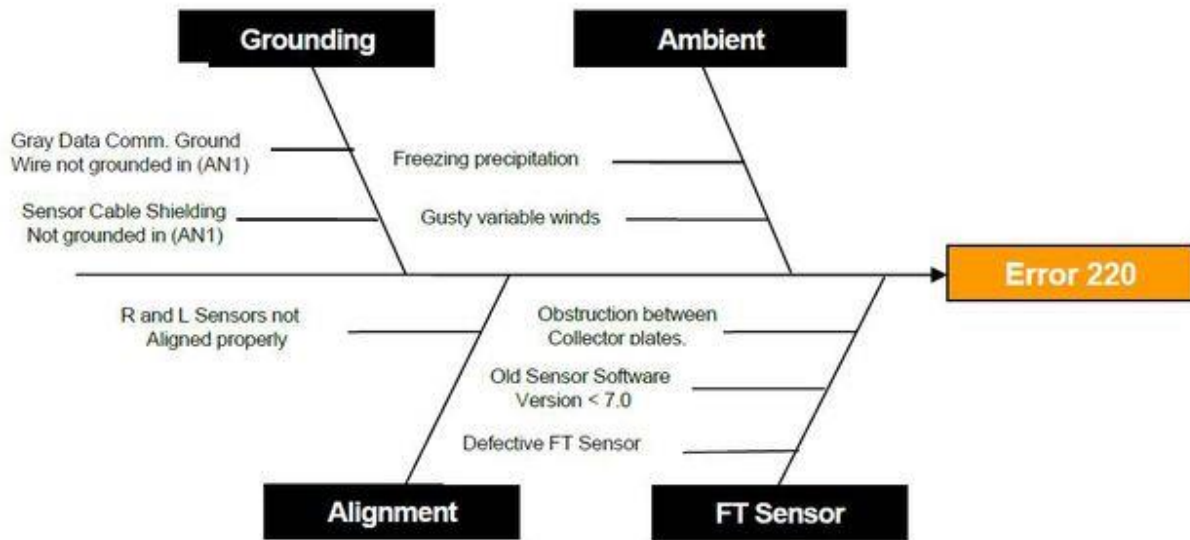 Grounding
Ambient
Gray Data Comm. Ground
Wire not grounded in (AN1)
Freezing precipitation
Sensor Cable Shielding
Not grounded in (AN1)
Gusty variable winds
Error 220
R and L Sensors not
Aligned properly
Obstruction between
Collector plates.
Old Sensor Software
Version < 7.0
Defective FT Sensor
Alignment
FT Sensor